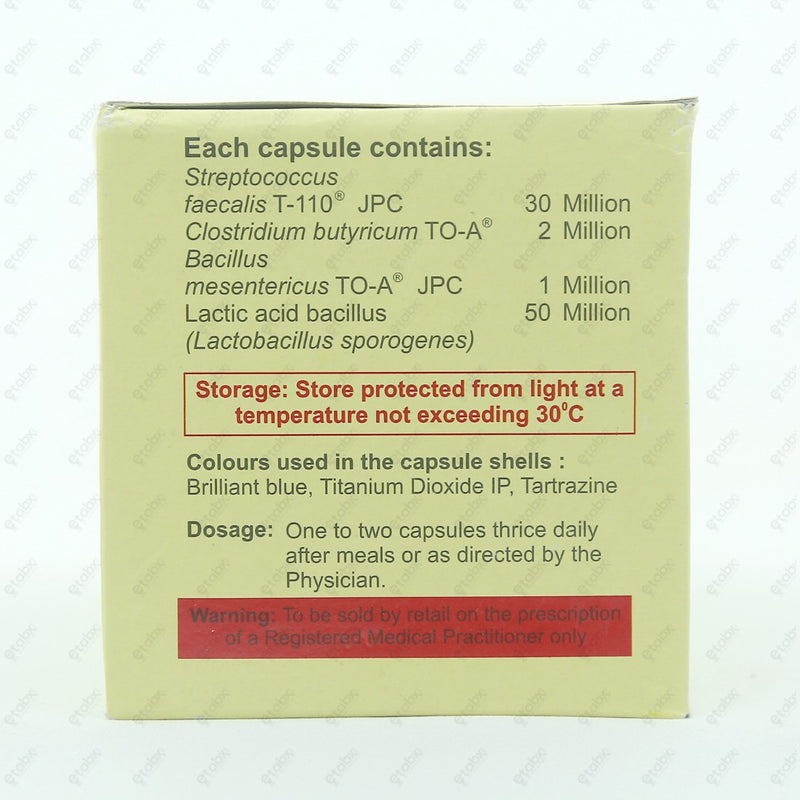 Each capsule contains:
Streptococcus
faecalis T-110® JPC 30 Million
Clostridium butyricum TO-A® 2 Million
Bacillus
mesentericus TO-A® JPC 1 Million
Lactic acid bacillus 50 Million
(Lactobacillus sporogenes)
Storage: Store protected from light at a
temperature not exceeding 30⁰C
Colours used in the capsule shells :
Brilliant blue, Titanium Dioxide IP, Tartrazine
Dosage: One to two capsules thrice daily
after meals or as directed by the
Physician.
Warning: To be sold by retail on the prescription
of a Registered Medical Practitioner only